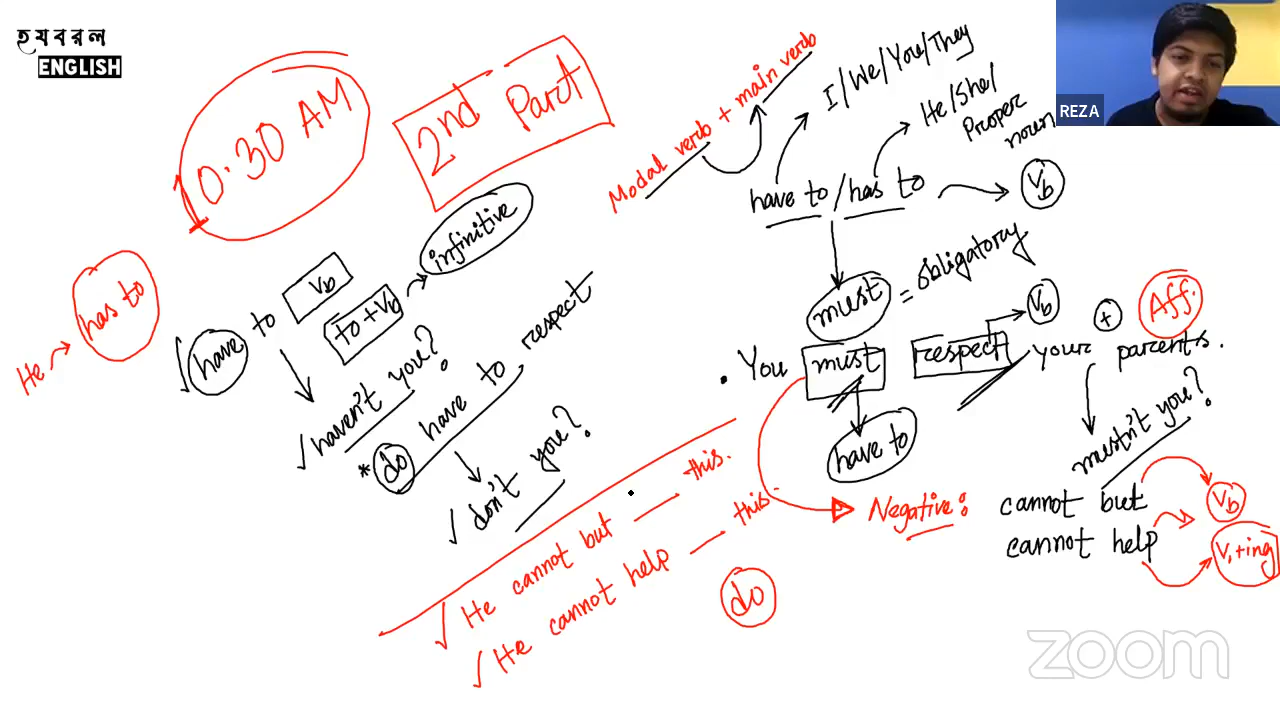 হ য ব র ল
ENGLISH
10:30 AM
2nd Part
Modal verb + main verb
I/We/You/They
He/She/
Proper
noun
REZA
have to / has to
Vb
infinitive
Vb
to + Vb
He → has to
√ have to
√ haven't you?
* do have to respect
√ don't you?
must = obligatory
Vb
+
Aff.
. You must respect your parents.
have to
mustn't you?
Negative:
cannot but
Vb
cannot help
V₁+ing
√ He cannot but ___ this.
√ He cannot help ___ this.
do
zoom